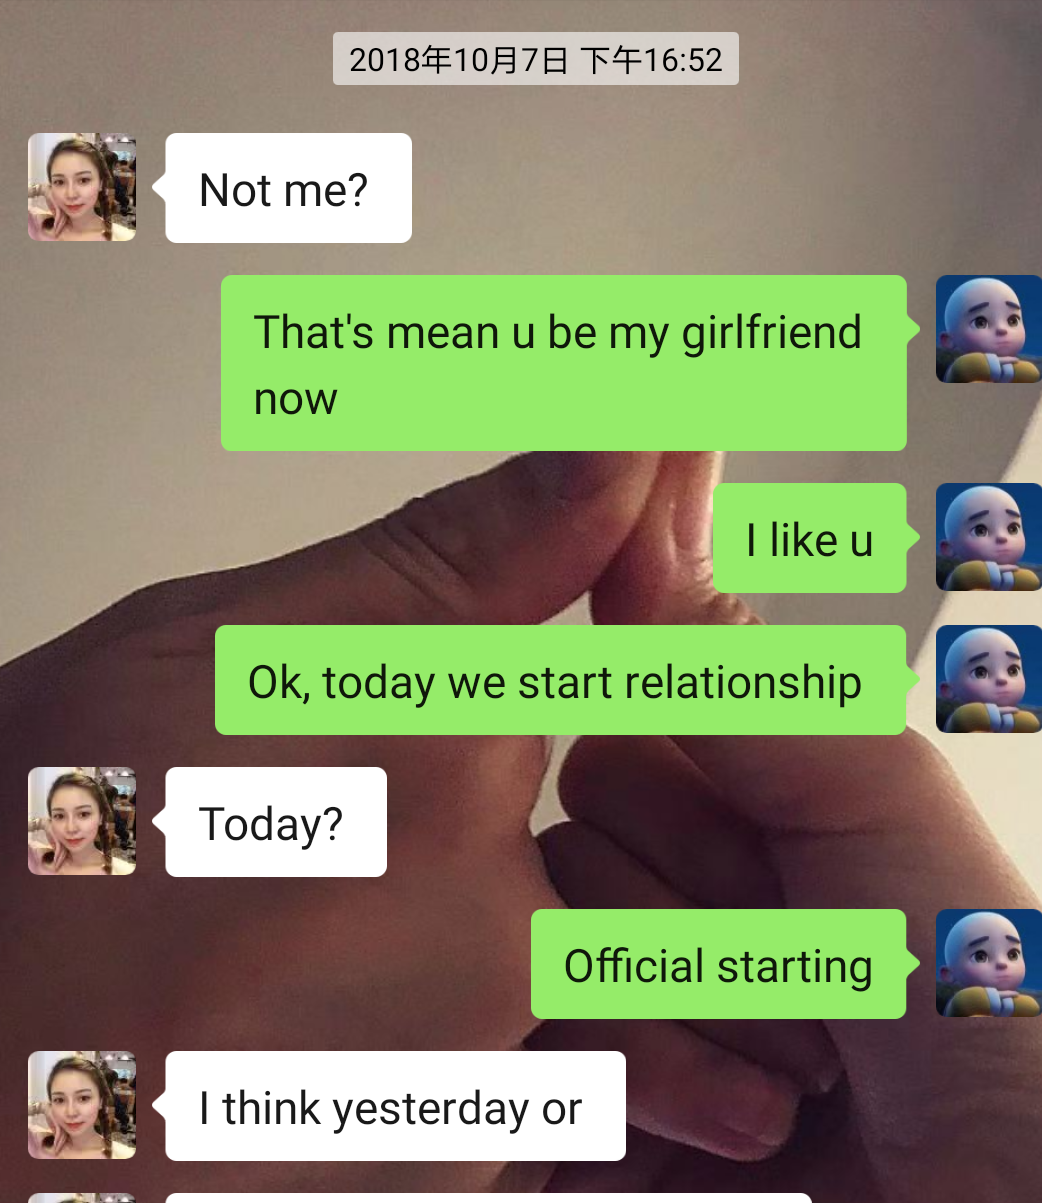 2018年10月7日 下午16:52
Not me?
That's mean u be my girlfriend
now
I like u
Ok, today we start relationship
Today?
Official starting
I think yesterday or